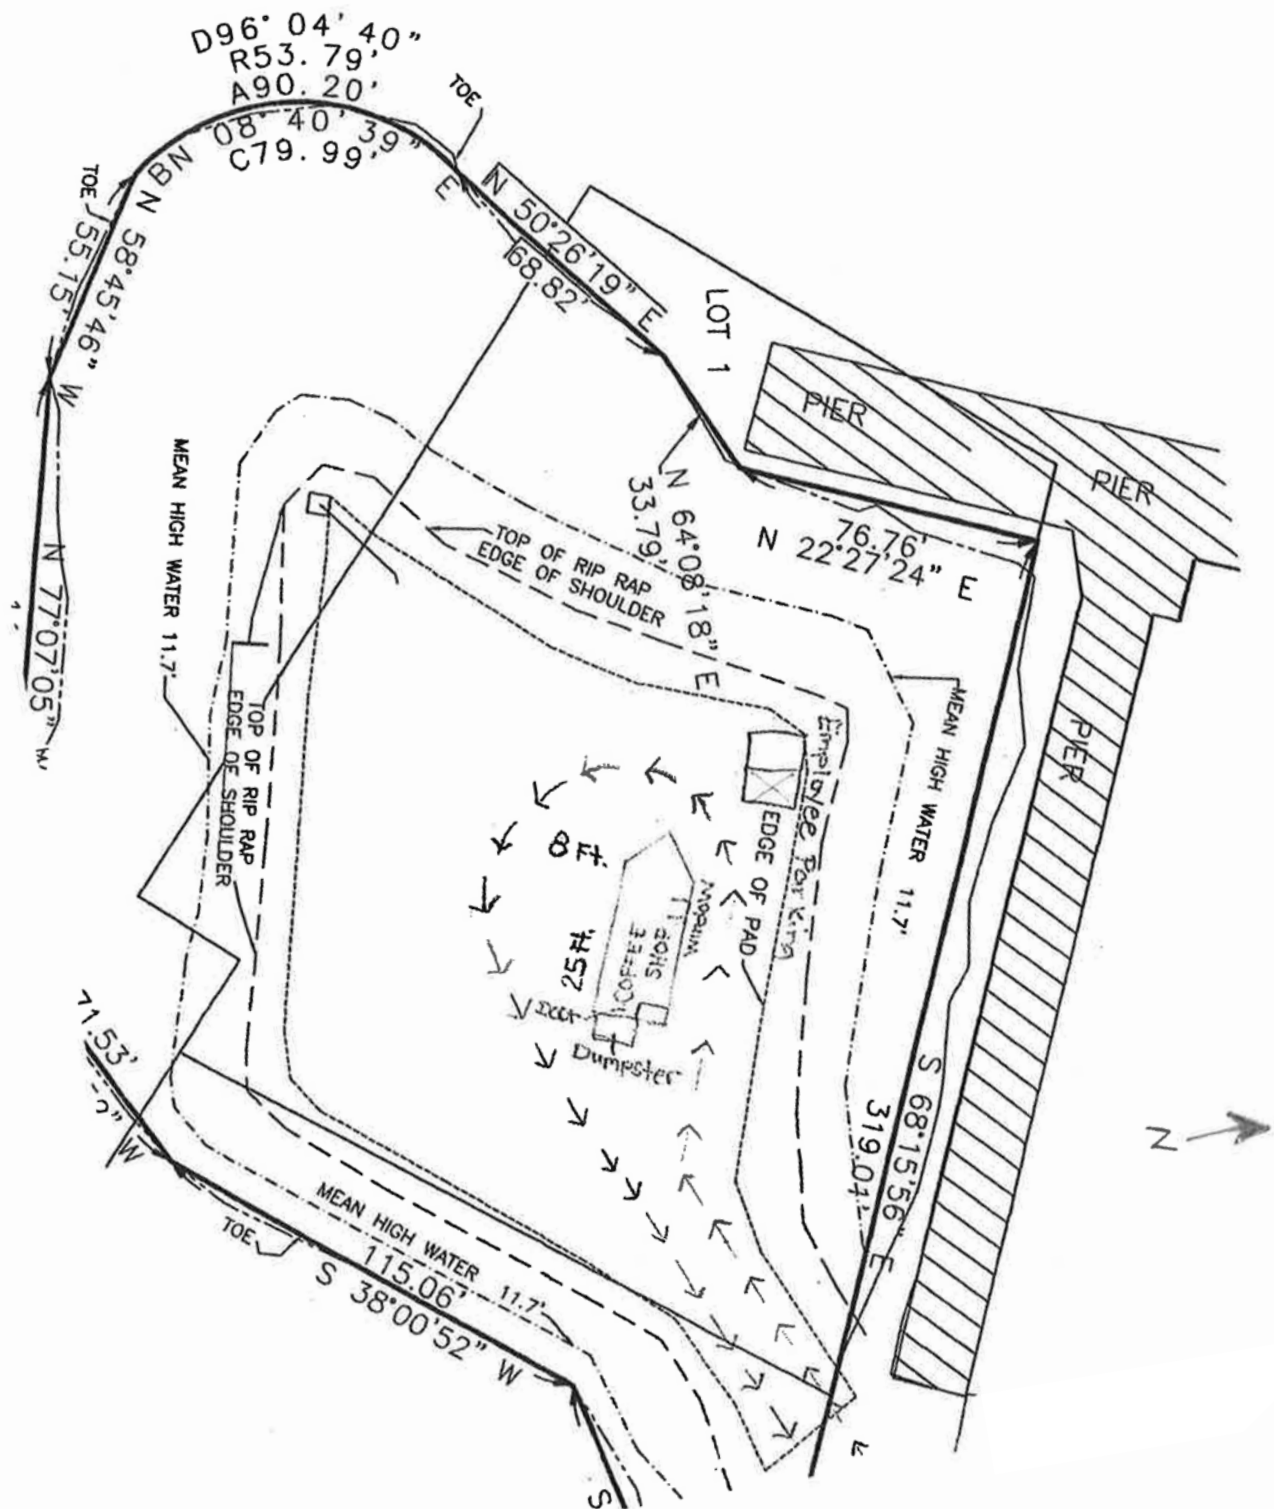 D96° 04' 40"
R53. 79'
A90. 20'
BN 08° 40' 39" E
C79. 99'
TOE
TOE
N 58°45'46" W
55.15'
N 50°26'19" E
68.82'
LOT 1
PIER
PIER
PIER
N 64°08'18" E
33.79'
76.76'
N 22°27'24" E
MEAN HIGH WATER 11.7'
N 77°07'05" W
TOP OF RIP RAP
EDGE OF SHOULDER
TOP OF RIP RAP
EDGE OF SHOULDER
MEAN HIGH WATER 11.7'
Employee Parking
EDGE OF PAD
8 Ft.
25 Ft.
COFFEE
SHOP
Dumpster
S 68°15'56" E
319.01'
N
71.53'
W
TOE
MEAN HIGH WATER 11.7'
115.06'
S 38°00'52" W
S